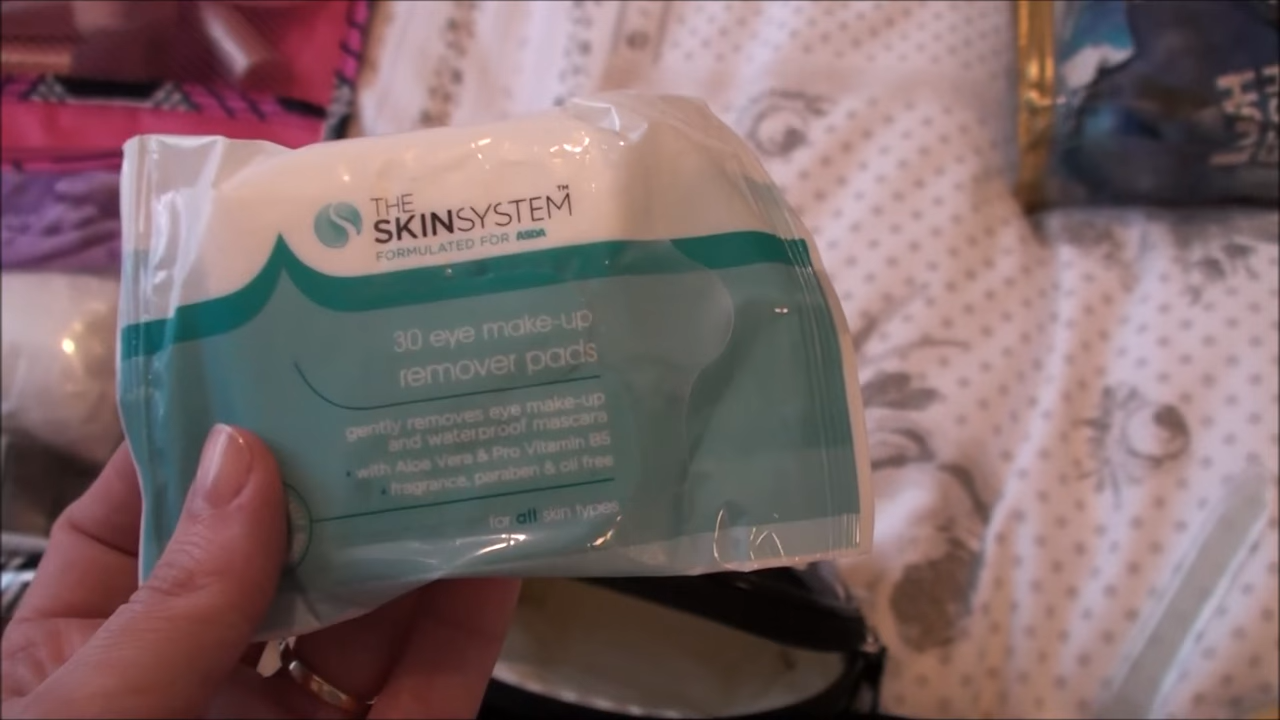 THE
SKINSYSTEM™
FORMULATED FOR ASDA
30 eye make-up
remover pads
gently removes eye make-up
and waterproof mascara
• with Aloe Vera & Pro Vitamin B5
• fragrance, paraben & oil free
for all skin types